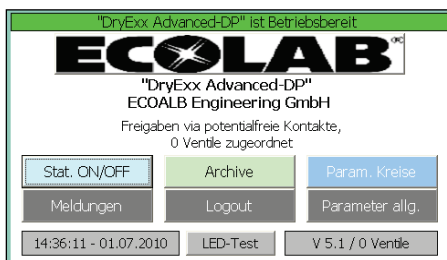 "DryExx Advanced-DP" ist Betriebsbereit
ECOLAB®
"DryExx Advanced-DP"
ECOALB Engineering GmbH
Freigaben via potentialfreie Kontakte,
0 Ventile zugeordnet
Stat. ON/OFF Archive Param. Kreise
Meldungen Logout Parameter allg.
14:36:11 - 01.07.2010 LED-Test V 5.1 / 0 Ventile